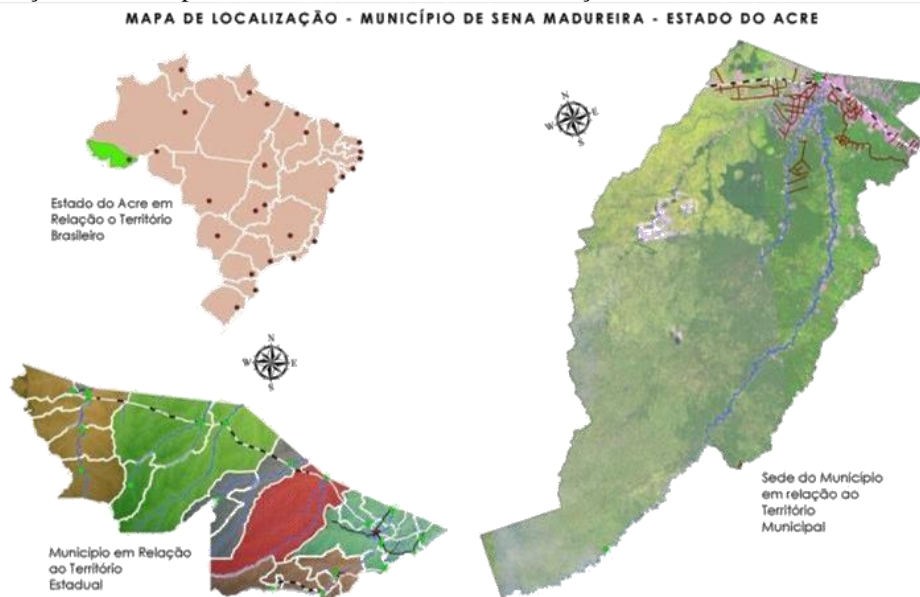 MAPA DE LOCALIZAÇÃO - MUNICÍPIO DE SENA MADUREIRA - ESTADO DO ACRE
N
W E
S
Estado do Acre em
Relação o Território
Brasileiro
N
W E
S
N
W E
S
Município em Relação
ao Território
Estadual
Sede do Município
em relação ao
Território
Municipal